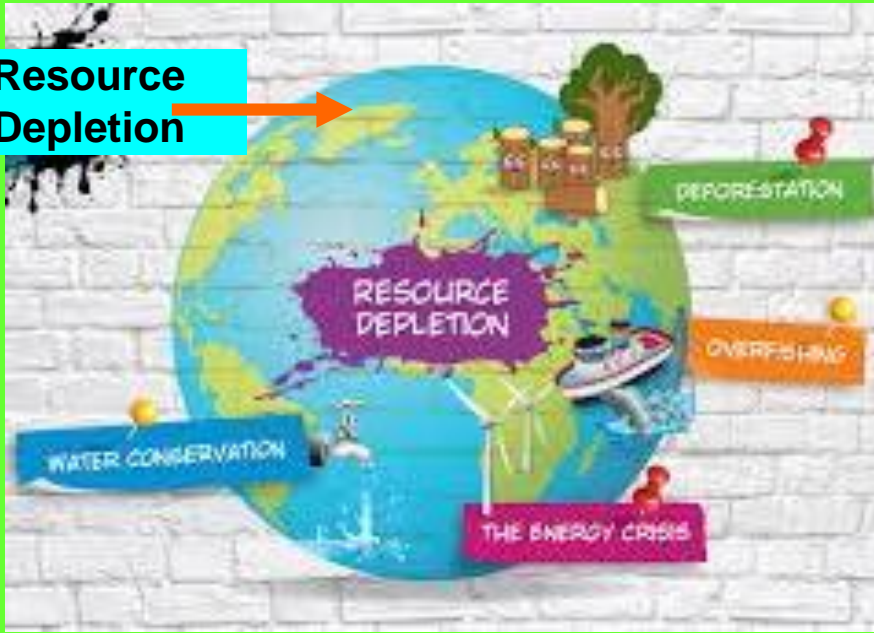 Resource
Depletion
DEFORESTATION
RESOURCE
DEPLETION
OVERFISHING
WATER CONSERVATION
THE ENERGY CRISIS